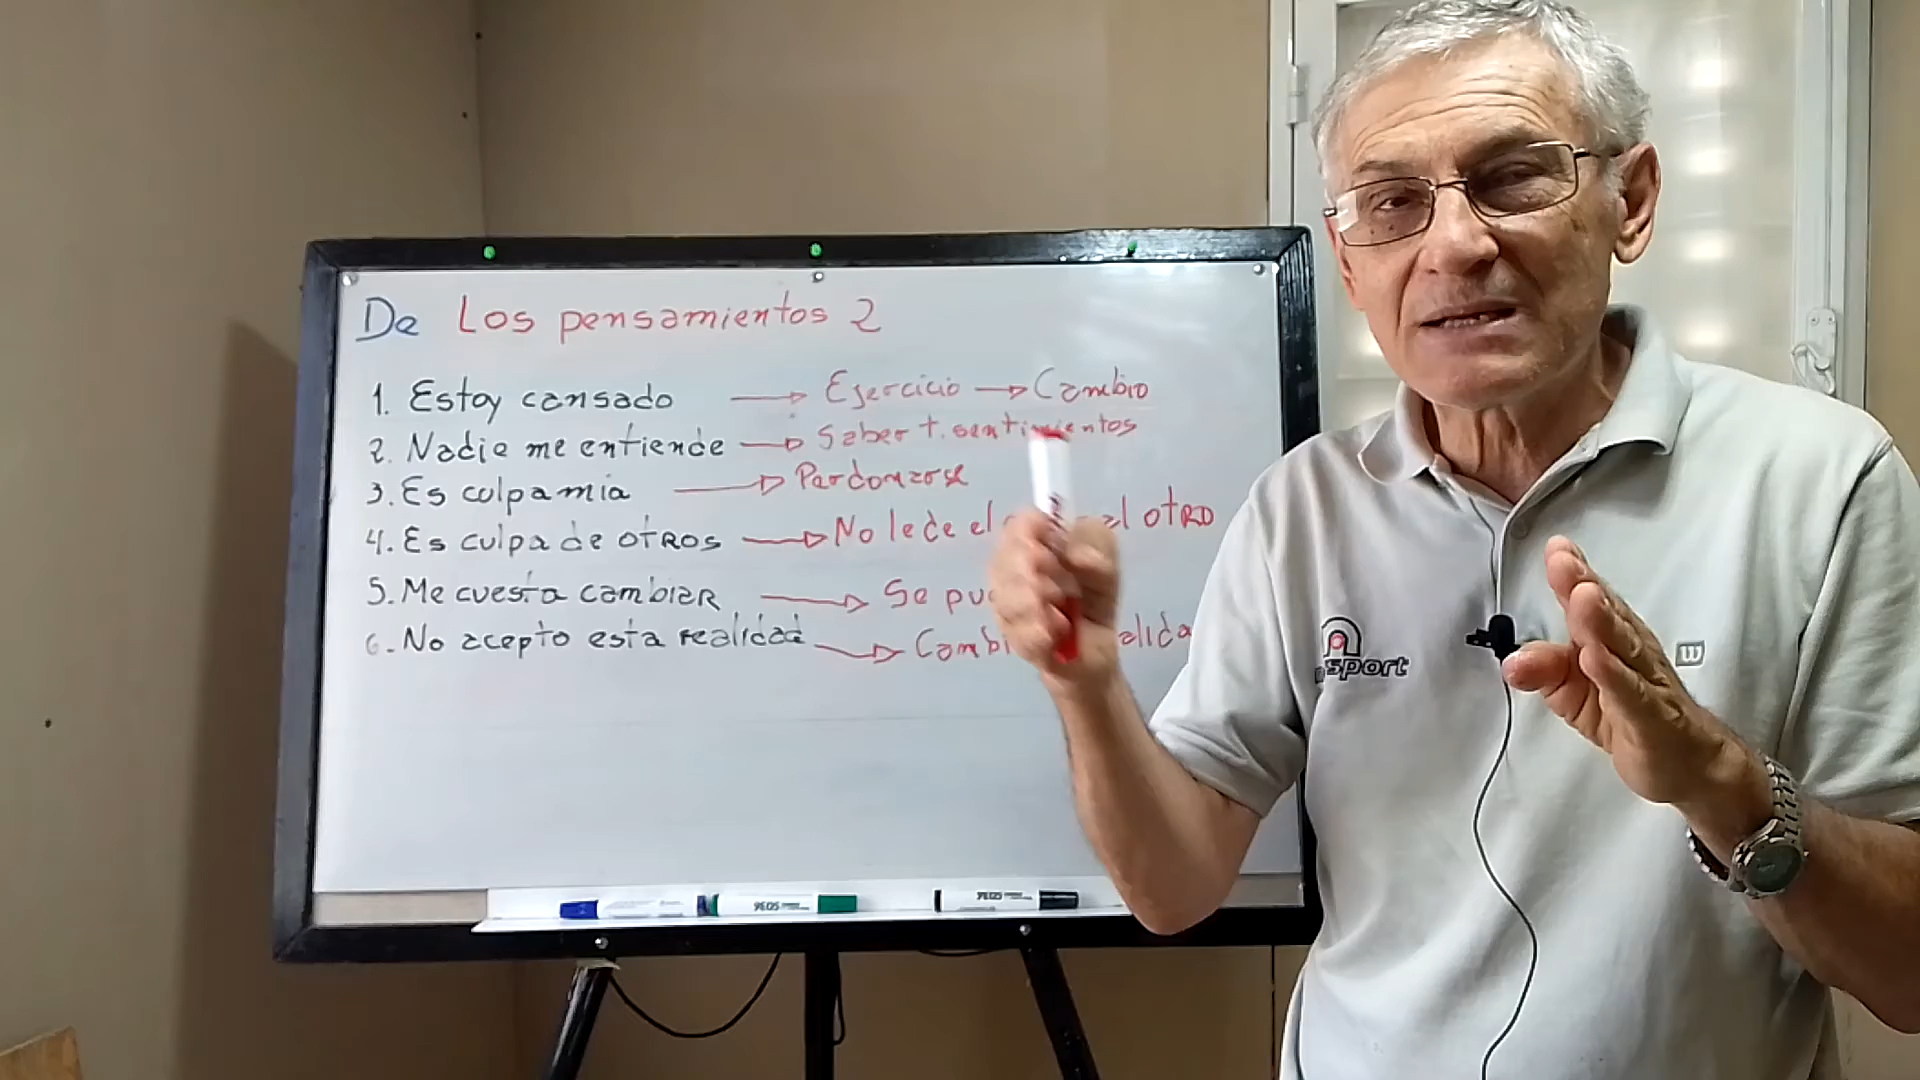 De Los pensamientos 2
1. Estoy cansado → Ejercicio → Cambio
2. Nadie me entiende → Saber t. sentimientos
3. Es culpa mia → Perdonarse
4. Es culpa de otros → No le de el al otro
5. Me cuesta cambiar → Se
6. No acepto esta realidad →
sport
W